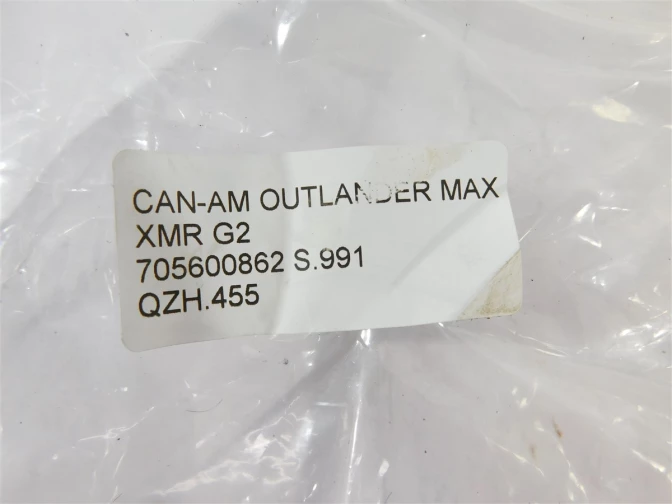 CAN-AM OUTLANDER MAX
XMR G2
705600862 S.991
QZH.455